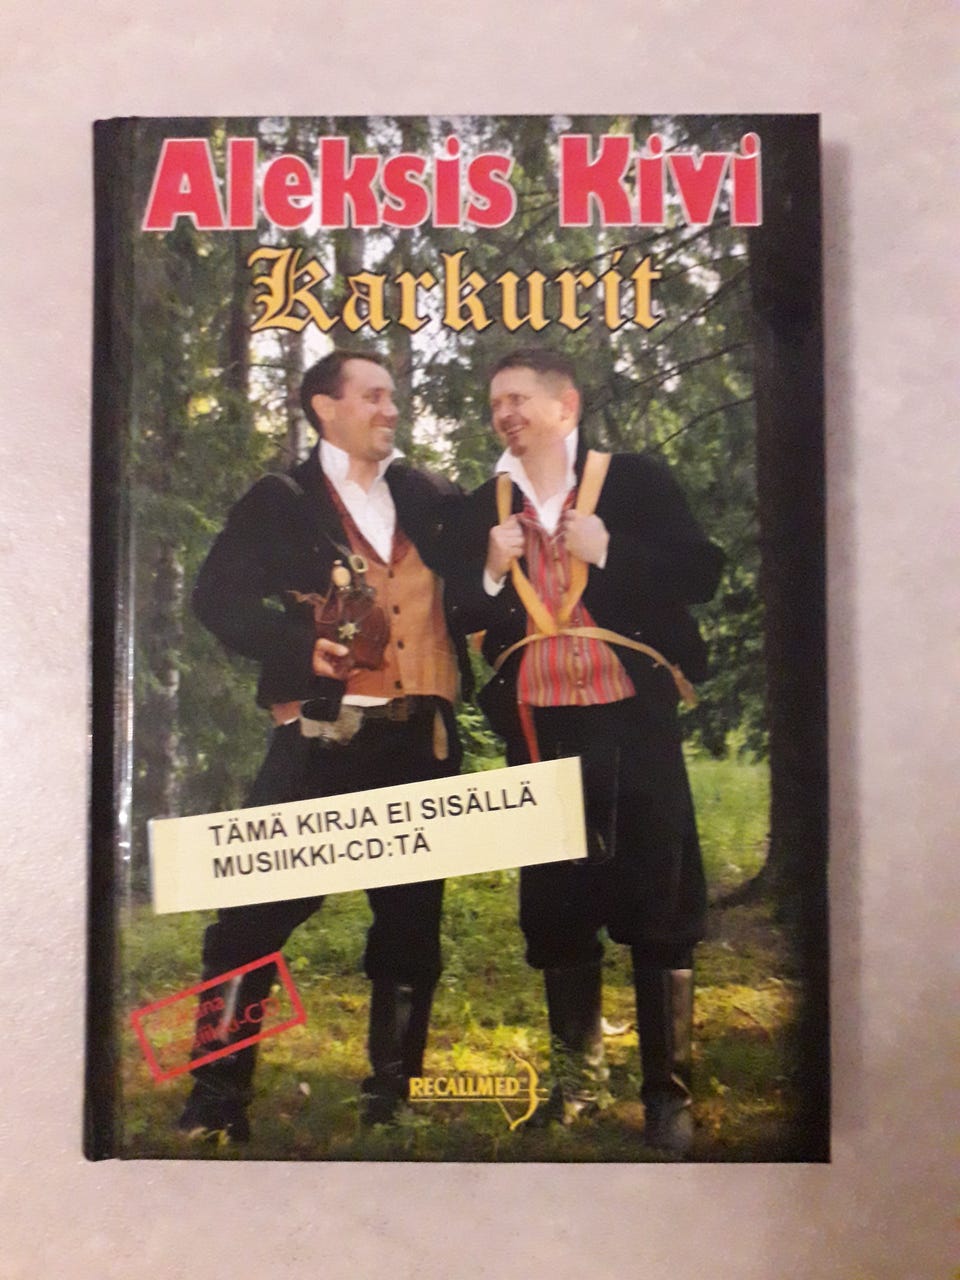 Aleksis Kivi
Karkurit
TÄMÄ KIRJA EI SISÄLLÄ
MUSIIKKI-CD:TÄ
RECALLMED